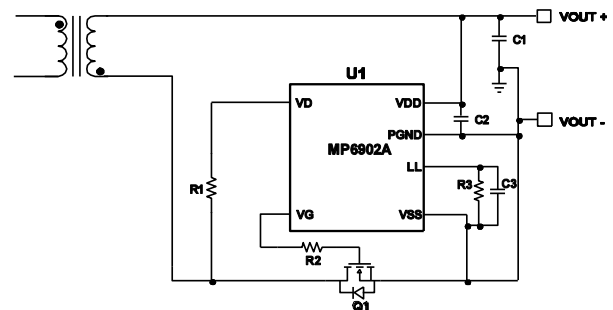 VOUT +
C1
U1
VD
VDD
C2
VOUT -
PGND
MP6902A
LL
R1
R3
C3
VG
VSS
R2
Q1